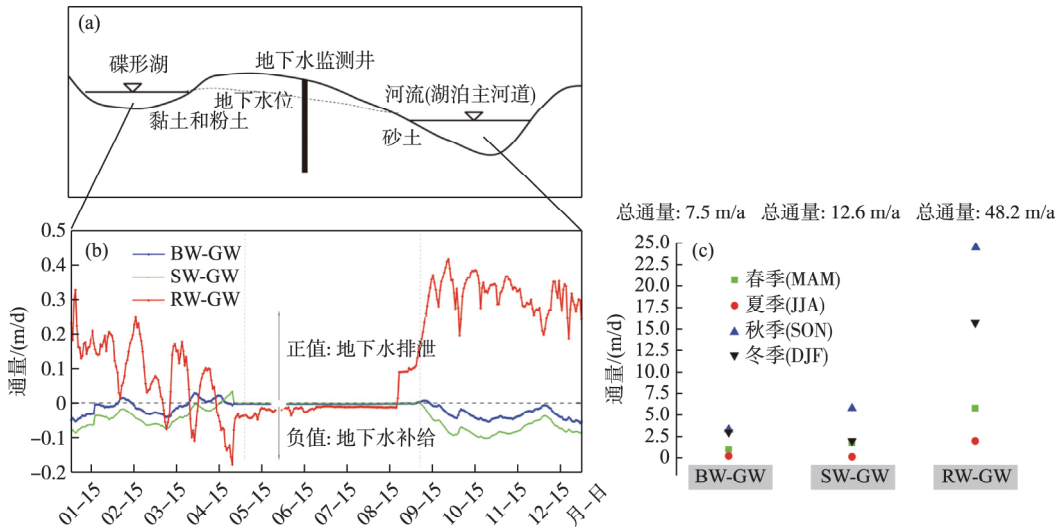 (a)
碟形湖
地下水监测井
河流(湖泊主河道)
地下水位
黏土和粉土
砂土
(b)
通量/(m/d)
0.5
0.4
0.3
0.2
0.1
0
−0.1
−0.2
BW-GW
SW-GW
RW-GW
正值: 地下水排泄
负值: 地下水补给
01-15
02-15
03-15
04-15
05-15
06-15
07-15
08-15
09-15
10-15
11-15
12-15
月-日
总通量: 7.5 m/a 总通量: 12.6 m/a 总通量: 48.2 m/a
(c)
通量/(m/d)
25.0
22.5
20.0
17.5
15.0
12.5
10.0
7.5
5.0
2.5
0
春季(MAM)
夏季(JJA)
秋季(SON)
冬季(DJF)
BW-GW SW-GW RW-GW